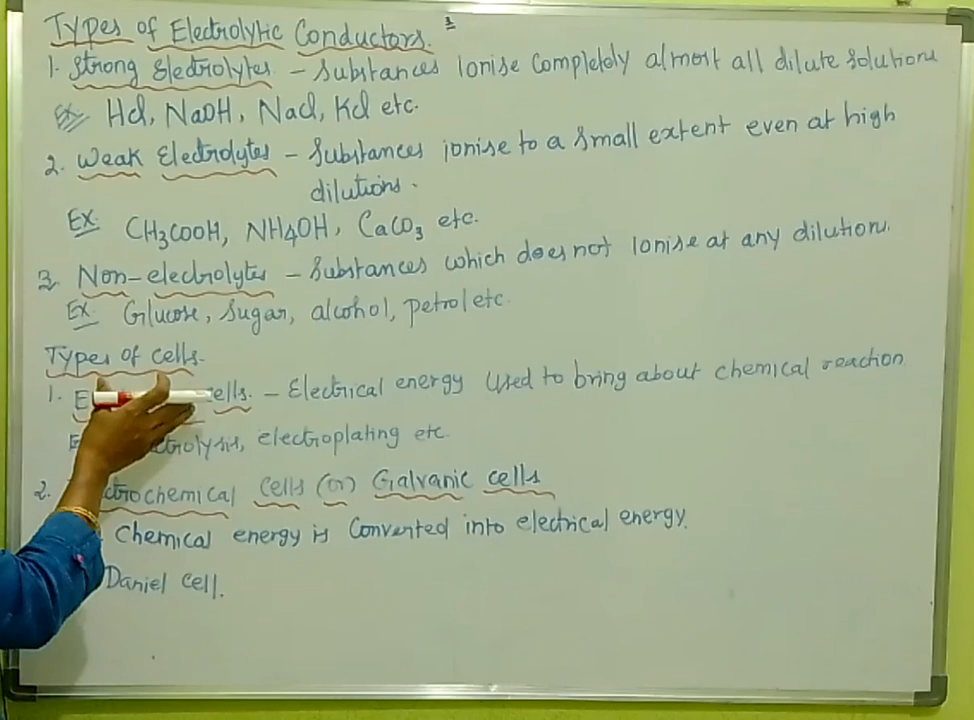 Types of Electrolytic Conductors.
1. Strong Electrolytes - Substances Ionise Completely almost all dilute Solutions
Ex: Hcl, NaOH, Nacl, Kcl etc.
2. Weak Electrolytes - Substances ionise to a small extent even at high
dilutions.
Ex: CH3COOH, NH4OH, CaCO3 etc.
3. Non-electrolytes - Substances which does not Ionise at any dilution.
Ex: Glucose, Sugar, alcohol, petrol etc.
Types of cells.
1. cells. - Electrical energy used to bring about chemical reaction
electroplating etc.
2. Cells (or) Galvanic cells
Chemical energy is Converted into electrical energy.
Daniel Cell.